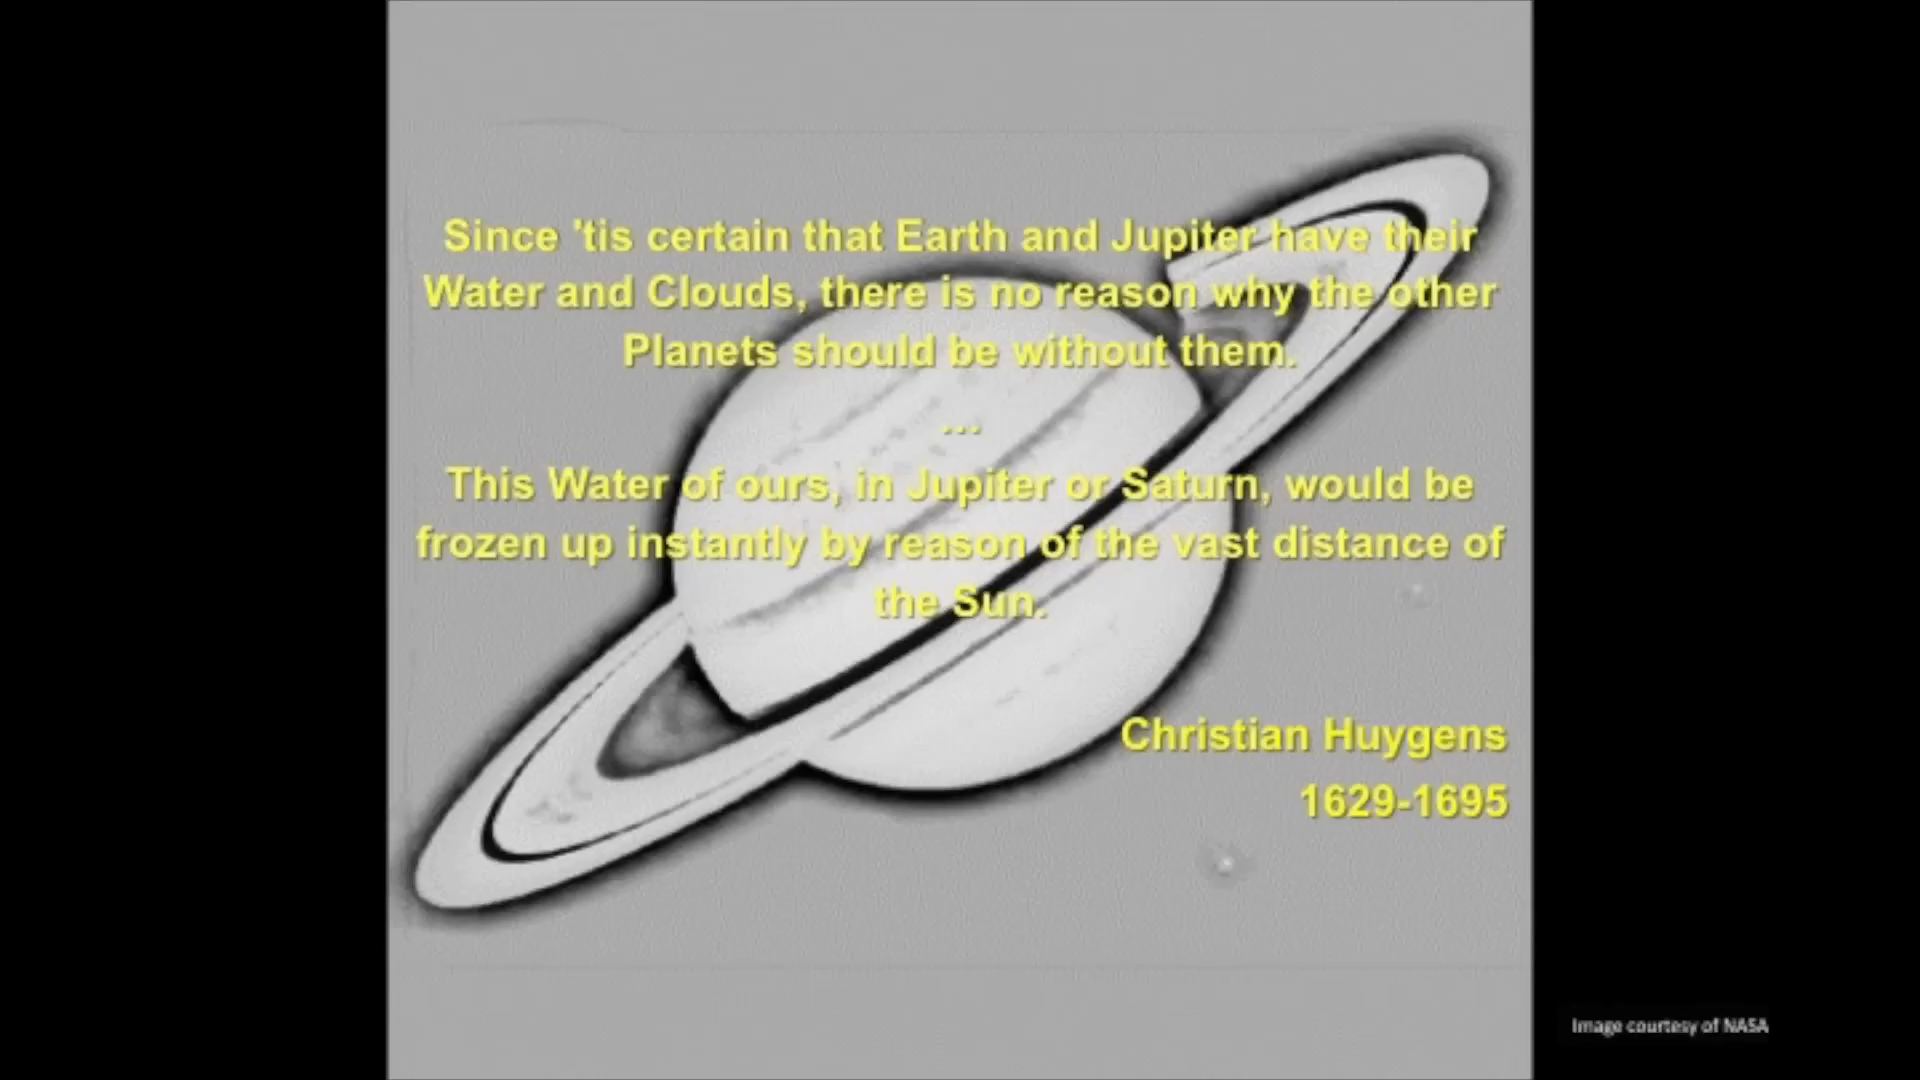 Since 'tis certain that Earth and Jupiter have their
Water and Clouds, there is no reason why the other
Planets should be without them.
...
This Water of ours, in Jupiter or Saturn, would be
frozen up instantly by reason of the vast distance of
the Sun.
Christian Huygens
1629-1695
Image courtesy of NASA